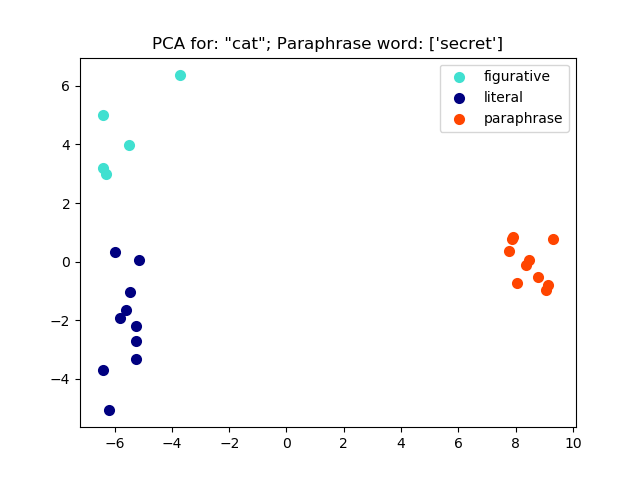 PCA for: "cat"; Paraphrase word: ['secret']
figurative
literal
paraphrase
6
4
2
0
−2
−4
−6 −4 −2 0 2 4 6 8 10